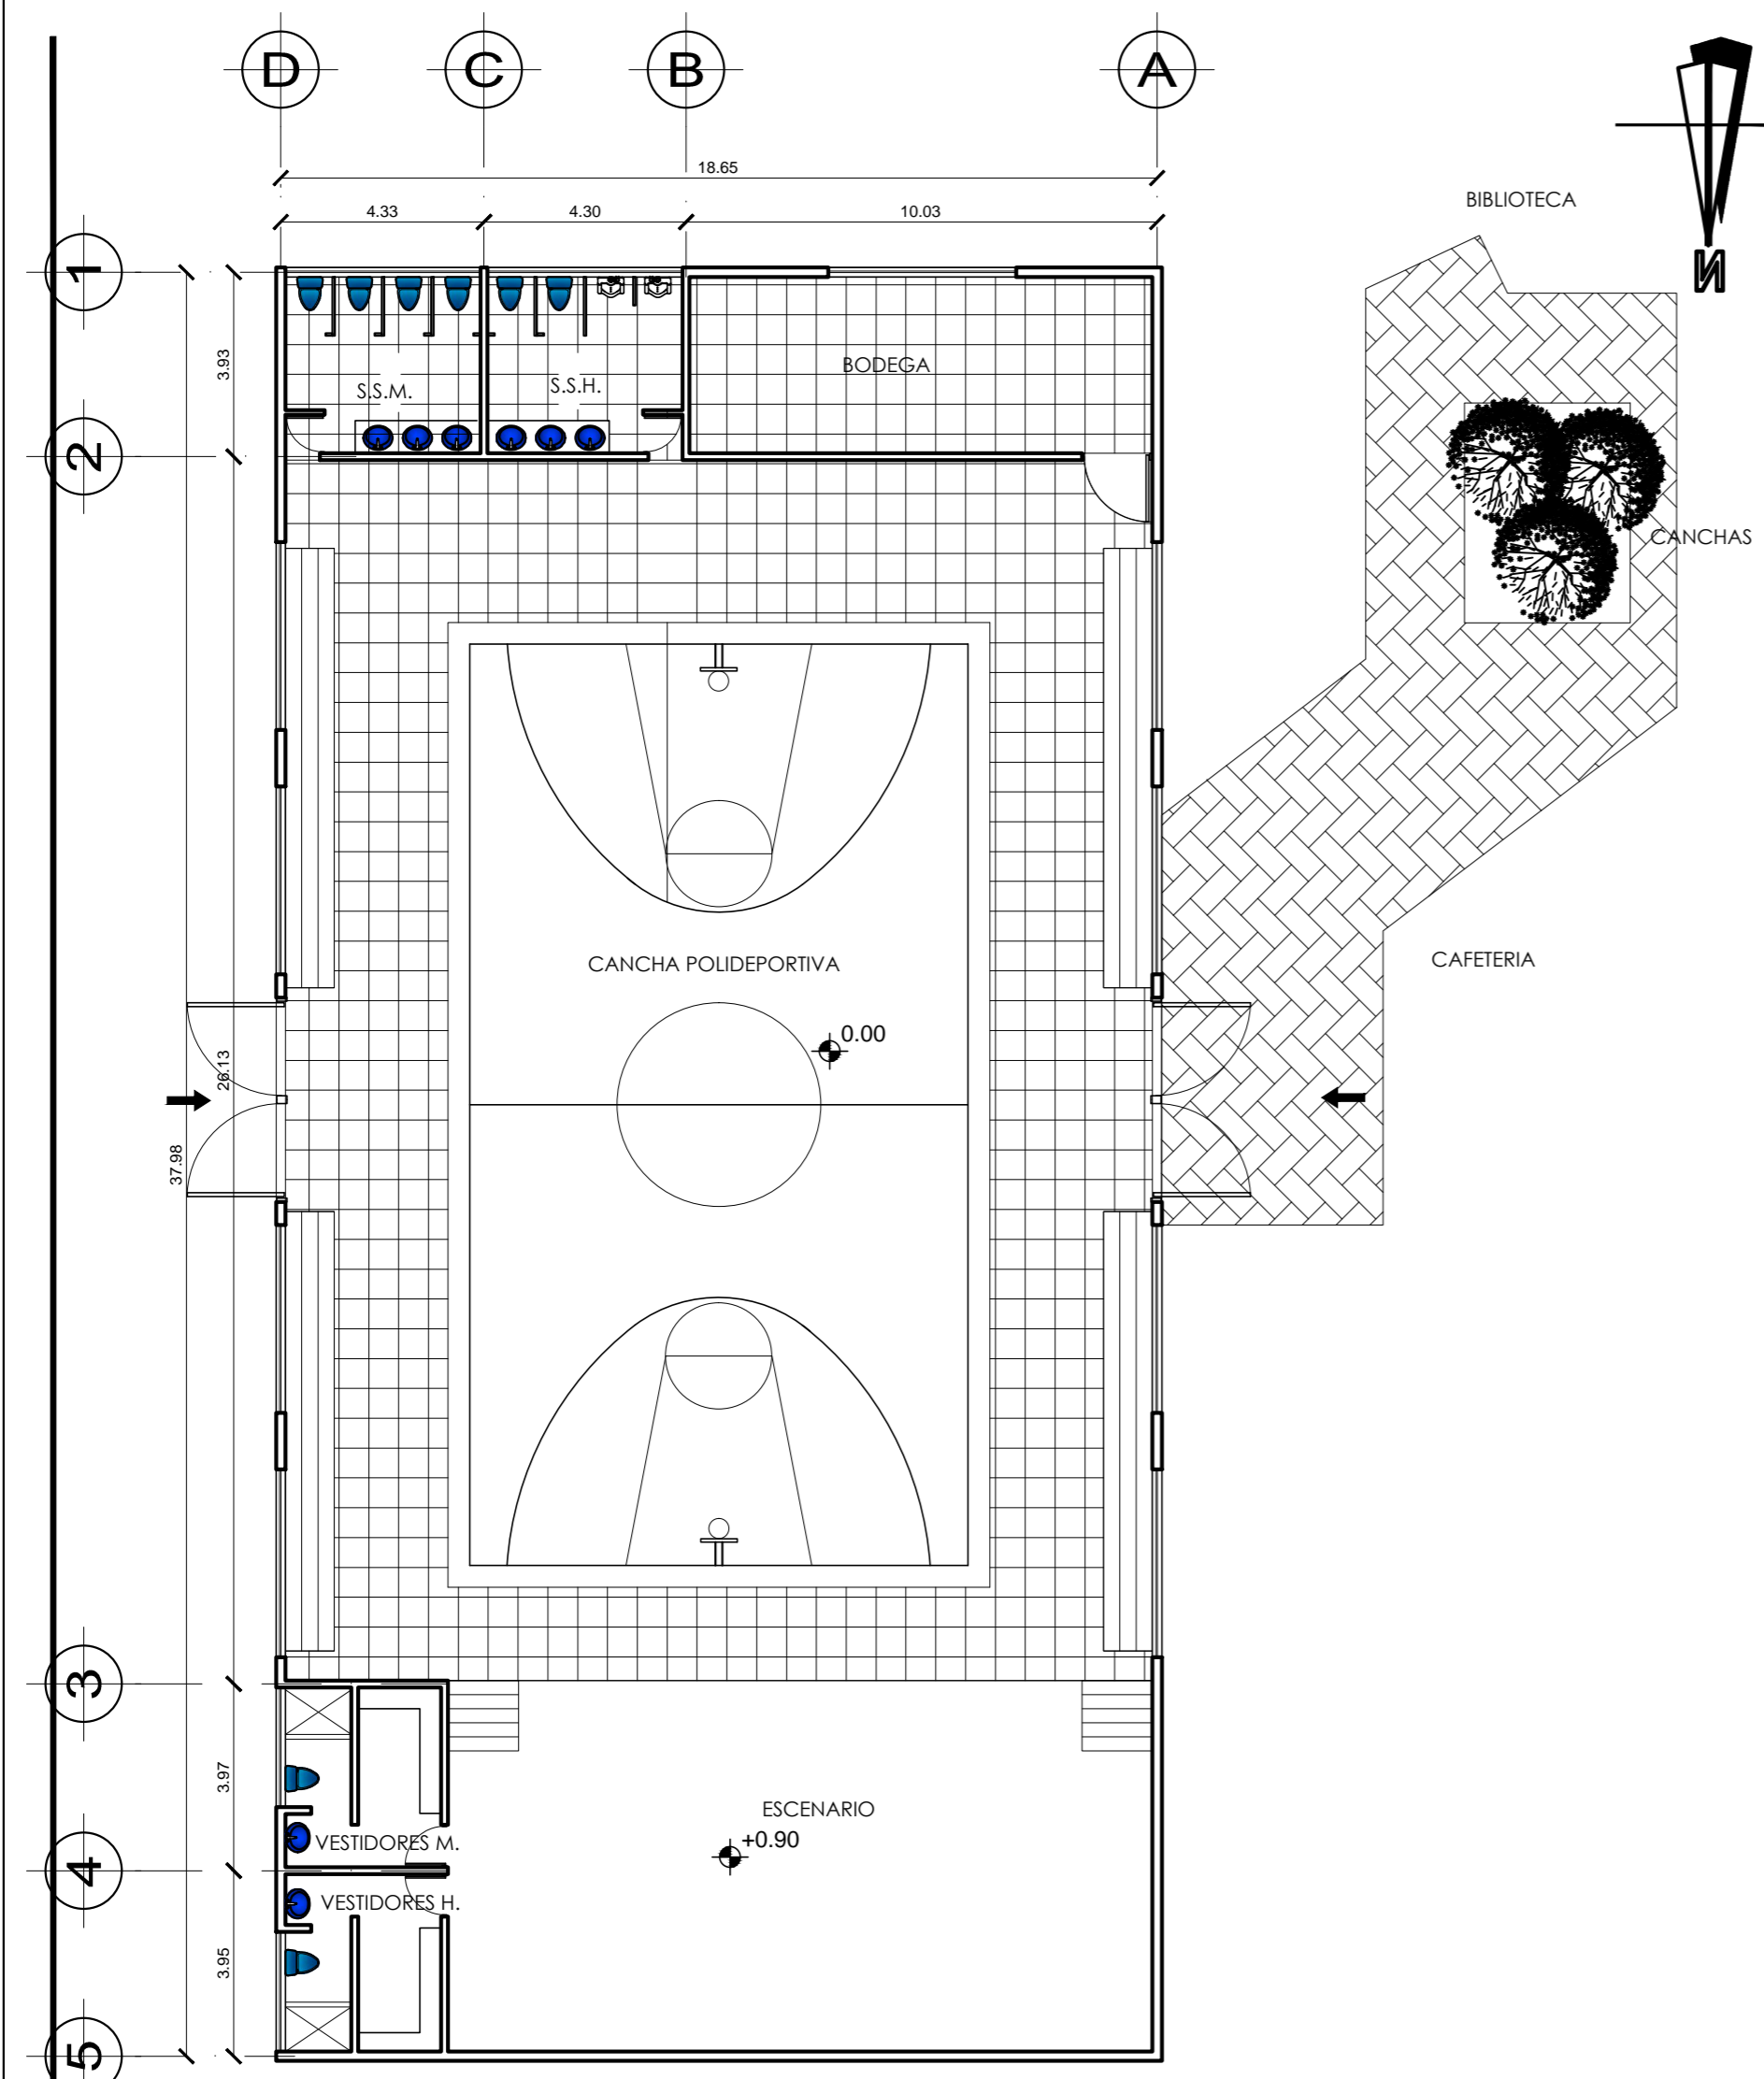 D
C
B
A
18.65
4.33
4.30
10.03
BIBLIOTECA
N
1
3.93
S.S.M.
S.S.H.
BODEGA
2
CANCHAS
CANCHA POLIDEPORTIVA
CAFETERIA
0.00
26.13
37.98
3
3.97
ESCENARIO
+0.90
VESTIDORES M.
4
VESTIDORES H.
3.95
5